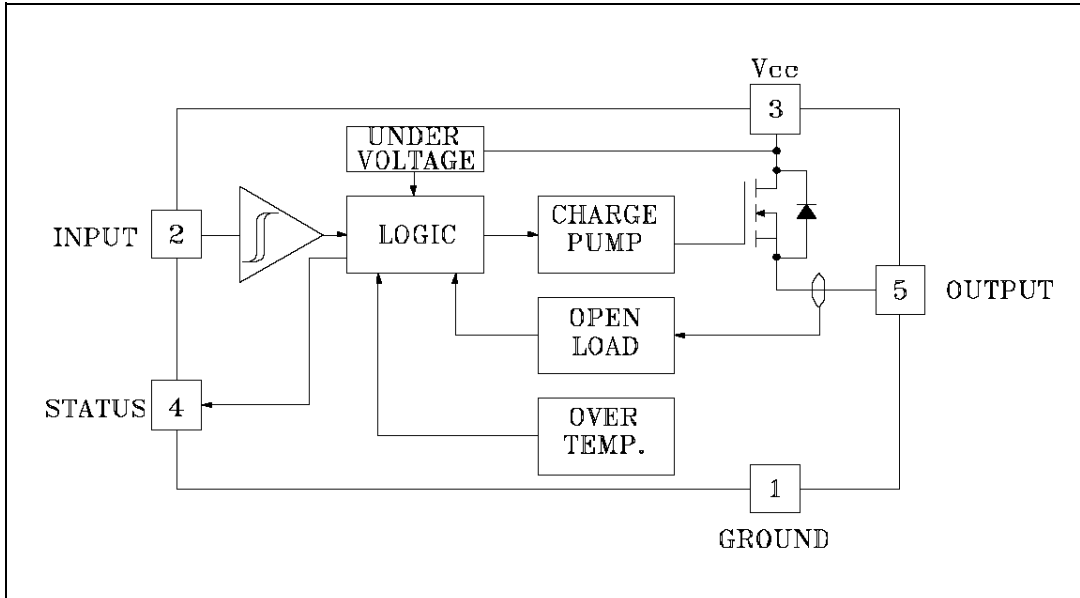 Vcc
3
UNDER
VOLTAGE
INPUT
2
LOGIC
CHARGE
PUMP
5
OUTPUT
OPEN
LOAD
STATUS
4
OVER
TEMP.
1
GROUND